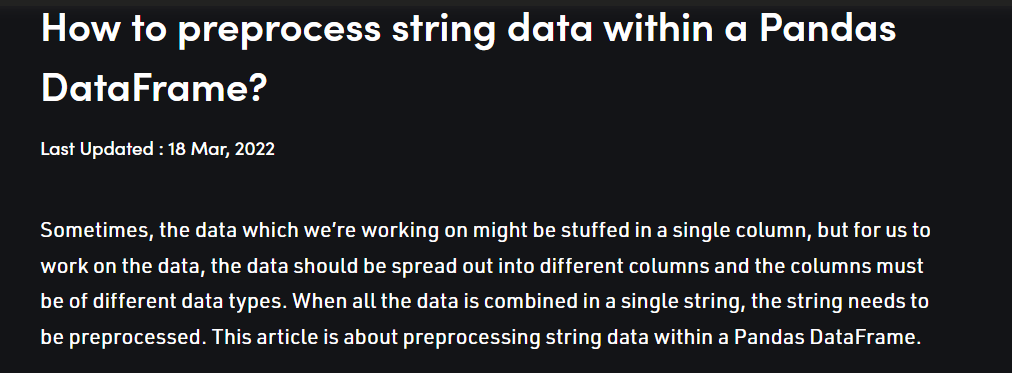 How to preprocess string data within a Pandas
DataFrame?
Last Updated : 18 Mar, 2022
Sometimes, the data which we’re working on might be stuffed in a single column, but for us to
work on the data, the data should be spread out into different columns and the columns must
be of different data types. When all the data is combined in a single string, the string needs to
be preprocessed. This article is about preprocessing string data within a Pandas DataFrame.